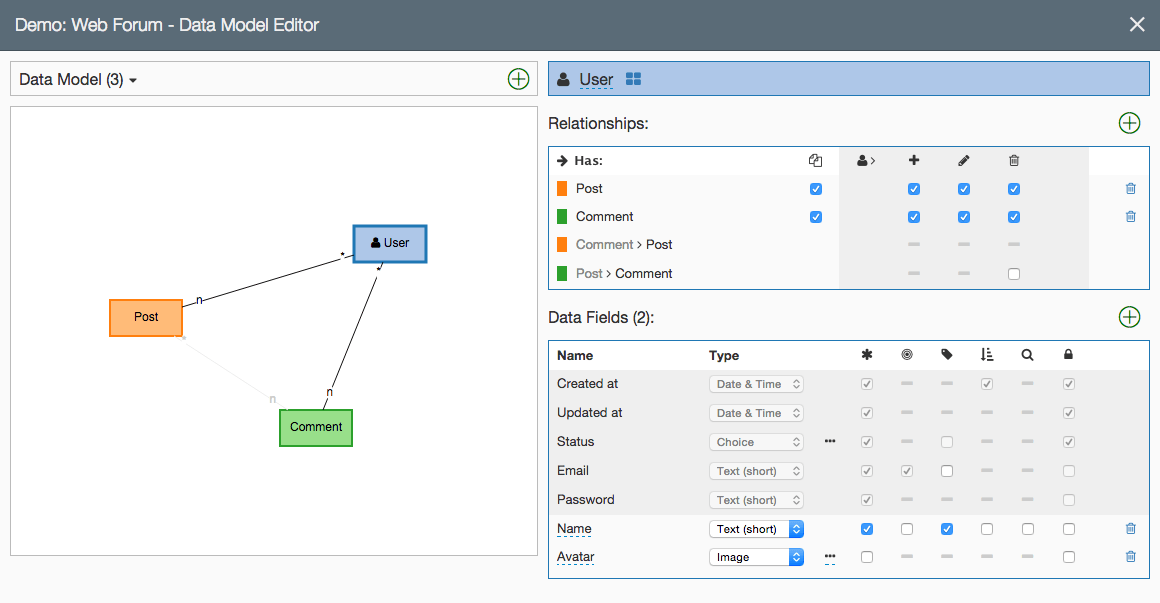 Demo: Web Forum - Data Model Editor
Data Model (3)
User
n
Post
n
n
Comment
User
Relationships:
Has:
Post
Comment
Comment > Post
Post > Comment
Data Fields (2):
Name Type
Created at Date & Time
Updated at Date & Time
Status Choice •••
Email Text (short)
Password Text (short)
Name Text (short)
Avatar Image •••